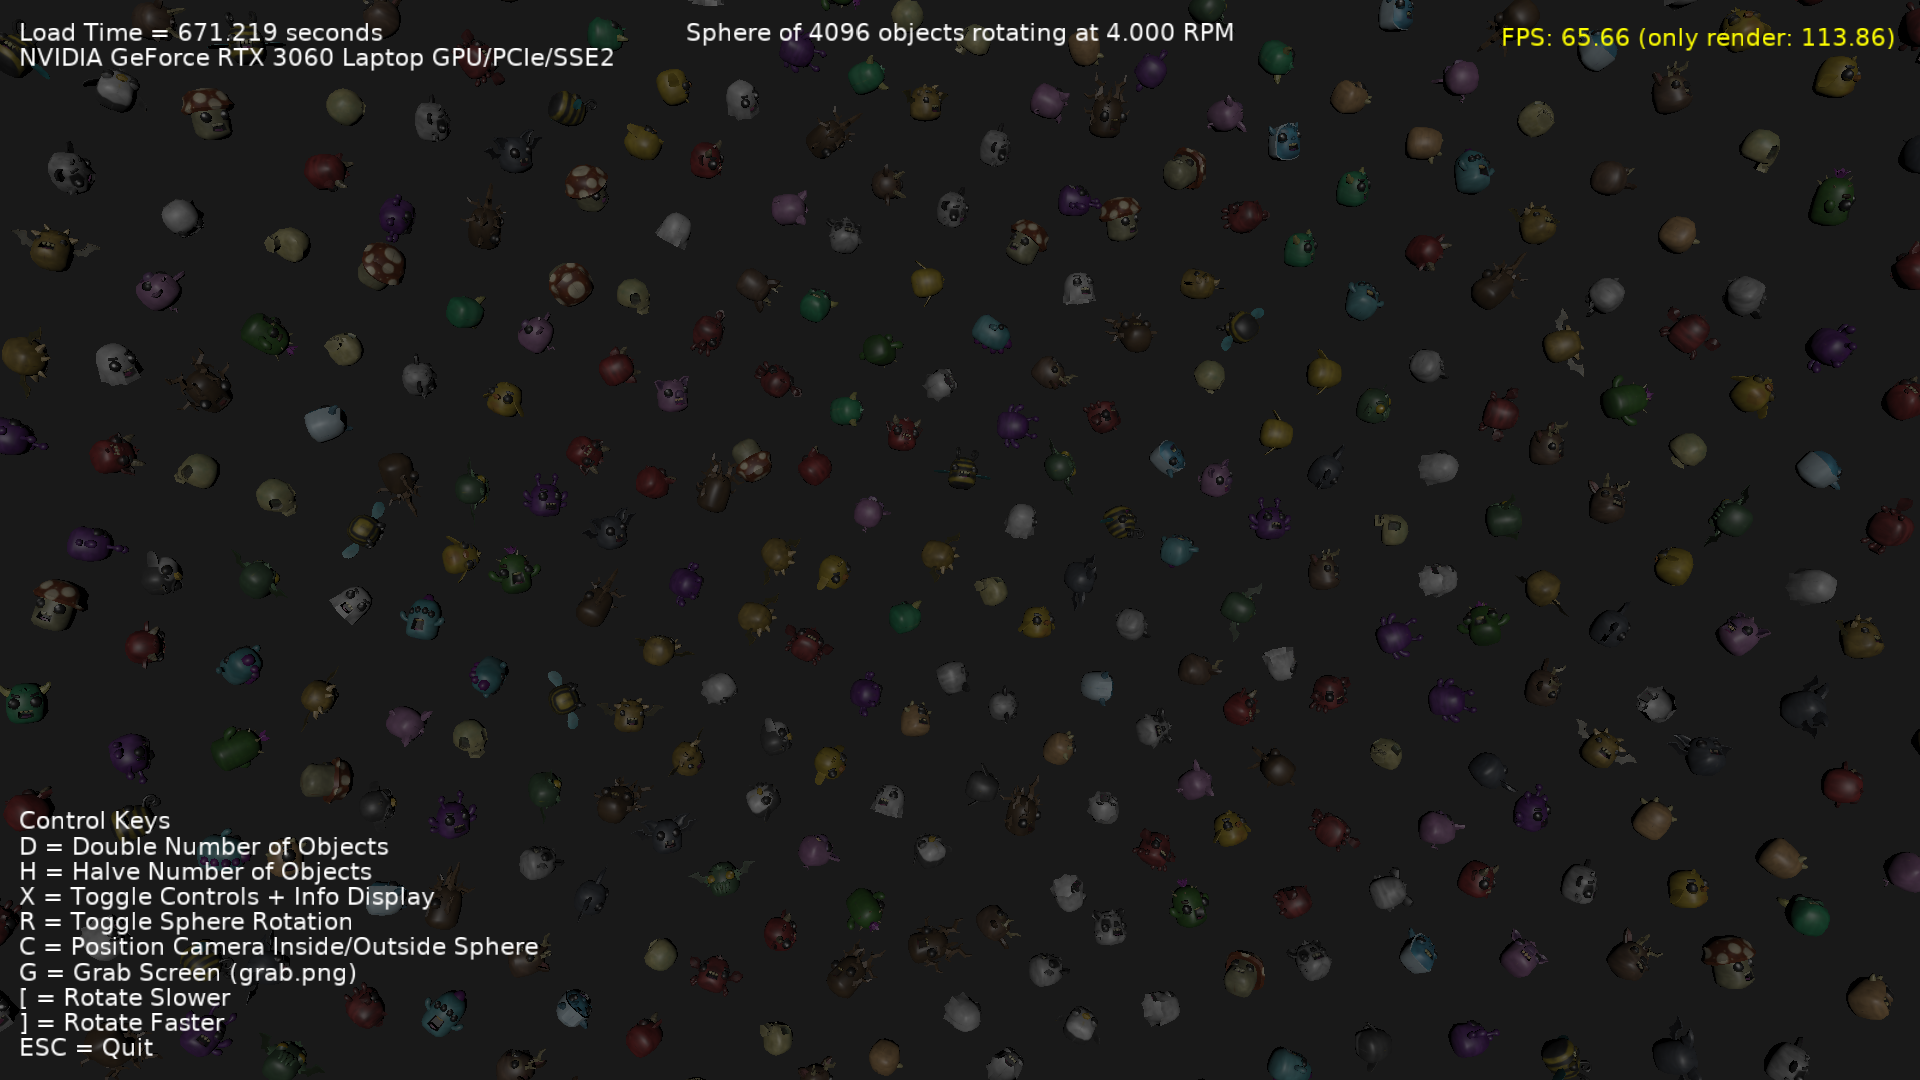 Load Time = 671.219 seconds
NVIDIA GeForce RTX 3060 Laptop GPU/PCIe/SSE2
Sphere of 4096 objects rotating at 4.000 RPM
FPS: 65.66 (only render: 113.86)
Control Keys
D = Double Number of Objects
H = Halve Number of Objects
X = Toggle Controls + Info Display
R = Toggle Sphere Rotation
C = Position Camera Inside/Outside Sphere
G = Grab Screen (grab.png)
[ = Rotate Slower
] = Rotate Faster
ESC = Quit